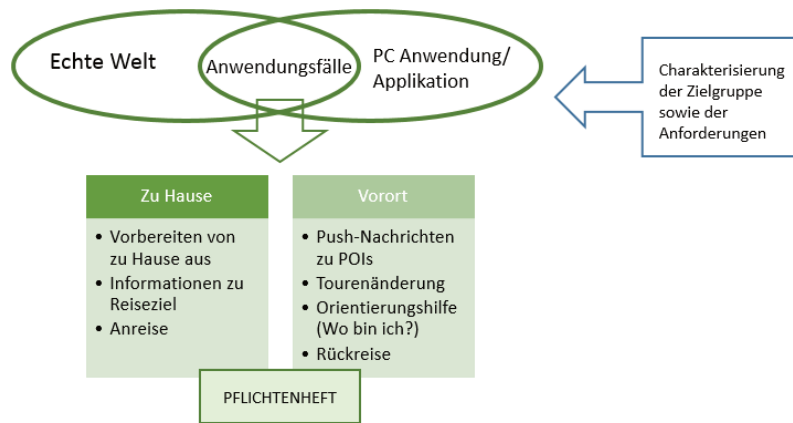 Echte Welt
Anwendungsfälle
PC Anwendung/
Applikation
Charakterisierung
der Zielgruppe
sowie der
Anforderungen
Zu Hause
• Vorbereiten von
zu Hause aus
• Informationen zu
Reiseziel
• Anreise
Vorort
• Push-Nachrichten
zu POIs
• Tourenänderung
• Orientierungshilfe
(Wo bin ich?)
• Rückreise
PFLICHTENHEFT